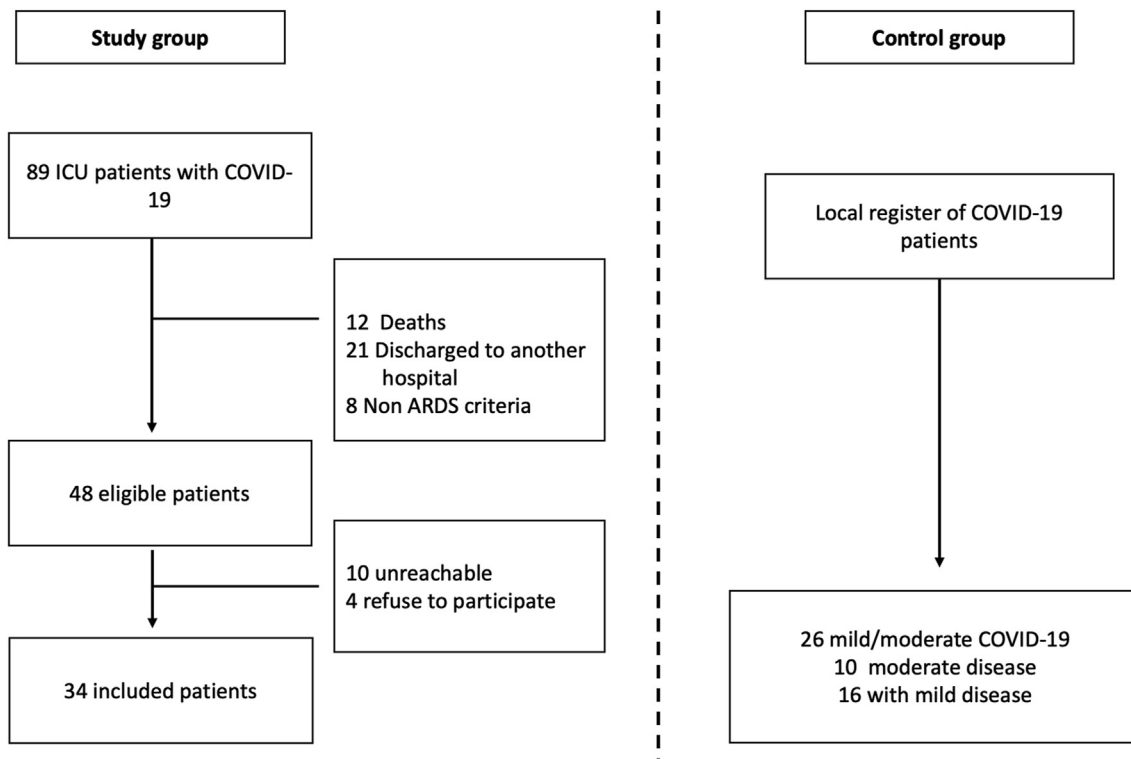 Study group
89 ICU patients with COVID-
19
12 Deaths
21 Discharged to another
hospital
8 Non ARDS criteria
48 eligible patients
10 unreachable
4 refuse to participate
34 included patients
Control group
Local register of COVID-19
patients
26 mild/moderate COVID-19
10 moderate disease
16 with mild disease